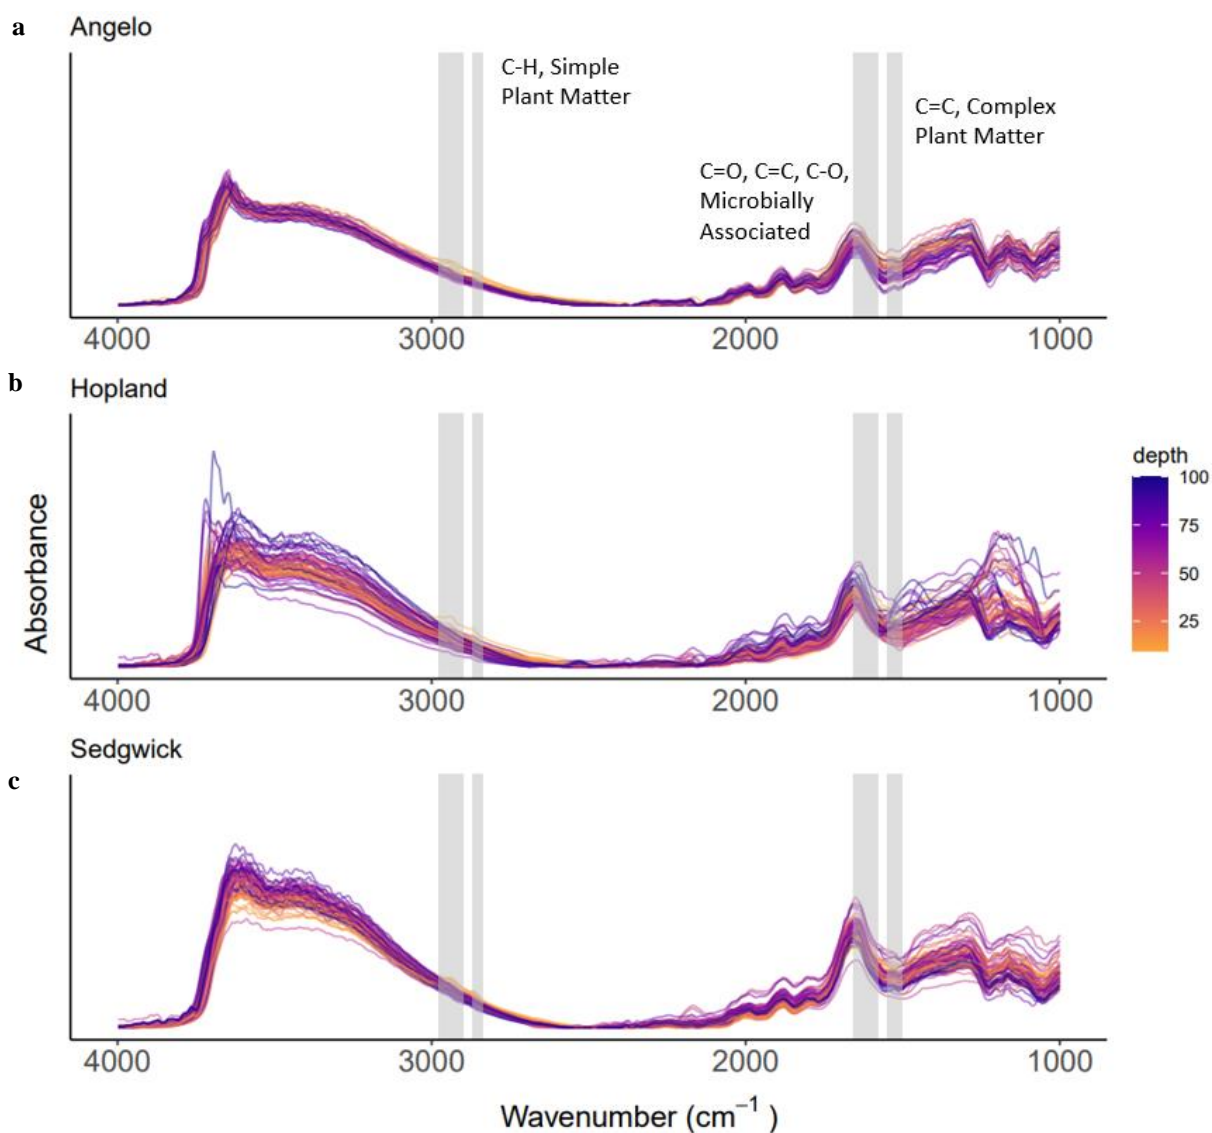 a
Angelo
C-H, Simple
Plant Matter
C=C, Complex
Plant Matter
C=O, C=C, C-O,
Microbially
Associated
4000 3000 2000 1000
b
Hopland
4000 3000 2000 1000
Absorbance
depth
100
75
50
25
Sedgwick
c
4000 3000 2000 1000
Wavenumber (cm⁻¹ )